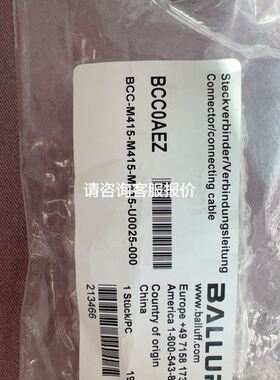 Steckverbinder/Verbindungsleitung
Connector/connecting cable
BCC0AEZ
BCC-M415-M415-
U0025-000
请咨询客服报价
BALLUFF
www.balluff.com
Europe +49 7158 173
America 1-800-543-8
Country of origin
China
1 Stück/PC
213466
19